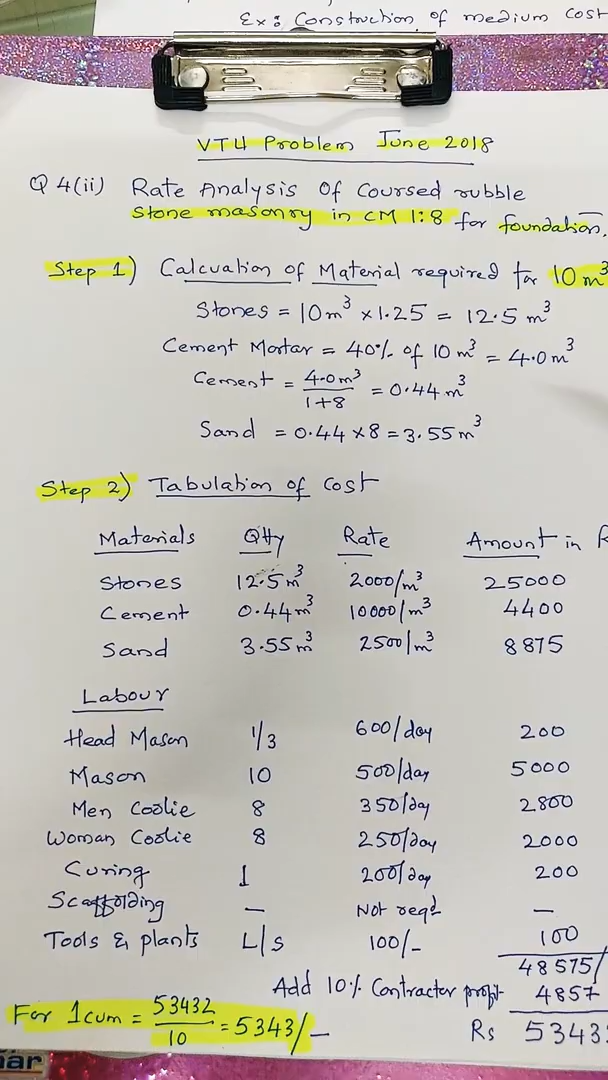 Ex: Construction of medium cost
VTU Problem June 2018
Q 4(ii) Rate Analysis of Coursed rubble
stone masonry in CM 1:8 for foundation.
Step 1) Calcuation of Material required for 10 m³
Stones = 10m³ x 1.25 = 12.5 m³
Cement Mortar = 40% of 10 m³ = 4.0 m³
Cement = 4.0m³ / 1+8 = 0.44 m³
Sand = 0.44 x 8 = 3.55 m³
Step 2) Tabulation of Cost
Materials Qtty Rate Amount in R
Stones 12.5 m³ 2000/m³ 25000
Cement 0.44 m³ 10000/m³ 4400
Sand 3.55 m³ 2500/m³ 8875
Labour
Head Mason 1/3 600/day 200
Mason 10 500/day 5000
Men Coolie 8 350/day 2800
Woman Coolie 8 250/day 2000
Curing 1 200/day 200
Scaffolding — Not reqd —
Tools & plants L/s 100/- 100
48575/
Add 10% Contractor profit 4857
Rs 5343
For 1cum = 53432 / 10 = 5343/-
ar